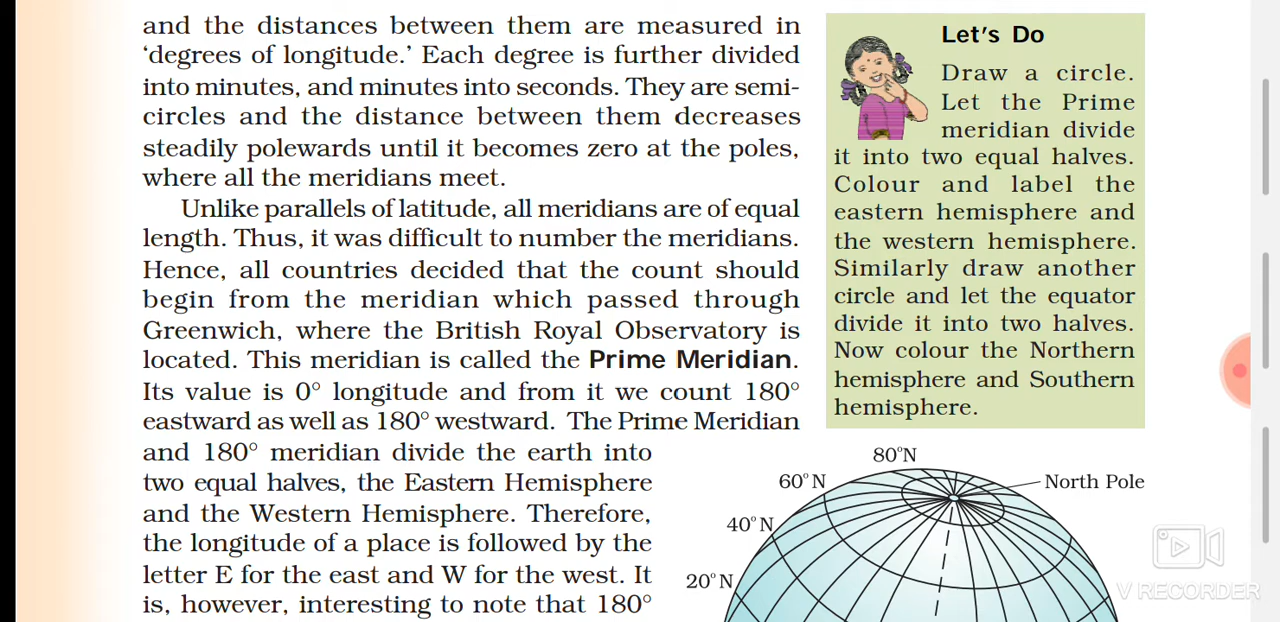 and the distances between them are measured in
‘degrees of longitude.’ Each degree is further divided
into minutes, and minutes into seconds. They are semi-
circles and the distance between them decreases
steadily polewards until it becomes zero at the poles,
where all the meridians meet.
Unlike parallels of latitude, all meridians are of equal
length. Thus, it was difficult to number the meridians.
Hence, all countries decided that the count should
begin from the meridian which passed through
Greenwich, where the British Royal Observatory is
located. This meridian is called the Prime Meridian.
Its value is 0° longitude and from it we count 180°
eastward as well as 180° westward. The Prime Meridian
and 180° meridian divide the earth into
two equal halves, the Eastern Hemisphere
and the Western Hemisphere. Therefore,
the longitude of a place is followed by the
letter E for the east and W for the west. It
is, however, interesting to note that 180°
Let's Do
Draw a circle.
Let the Prime
meridian divide
it into two equal halves.
Colour and label the
eastern hemisphere and
the western hemisphere.
Similarly draw another
circle and let the equator
divide it into two halves.
Now colour the Northern
hemisphere and Southern
hemisphere.
80°N
60°N
North Pole
40°N
20°N
V RECORDER